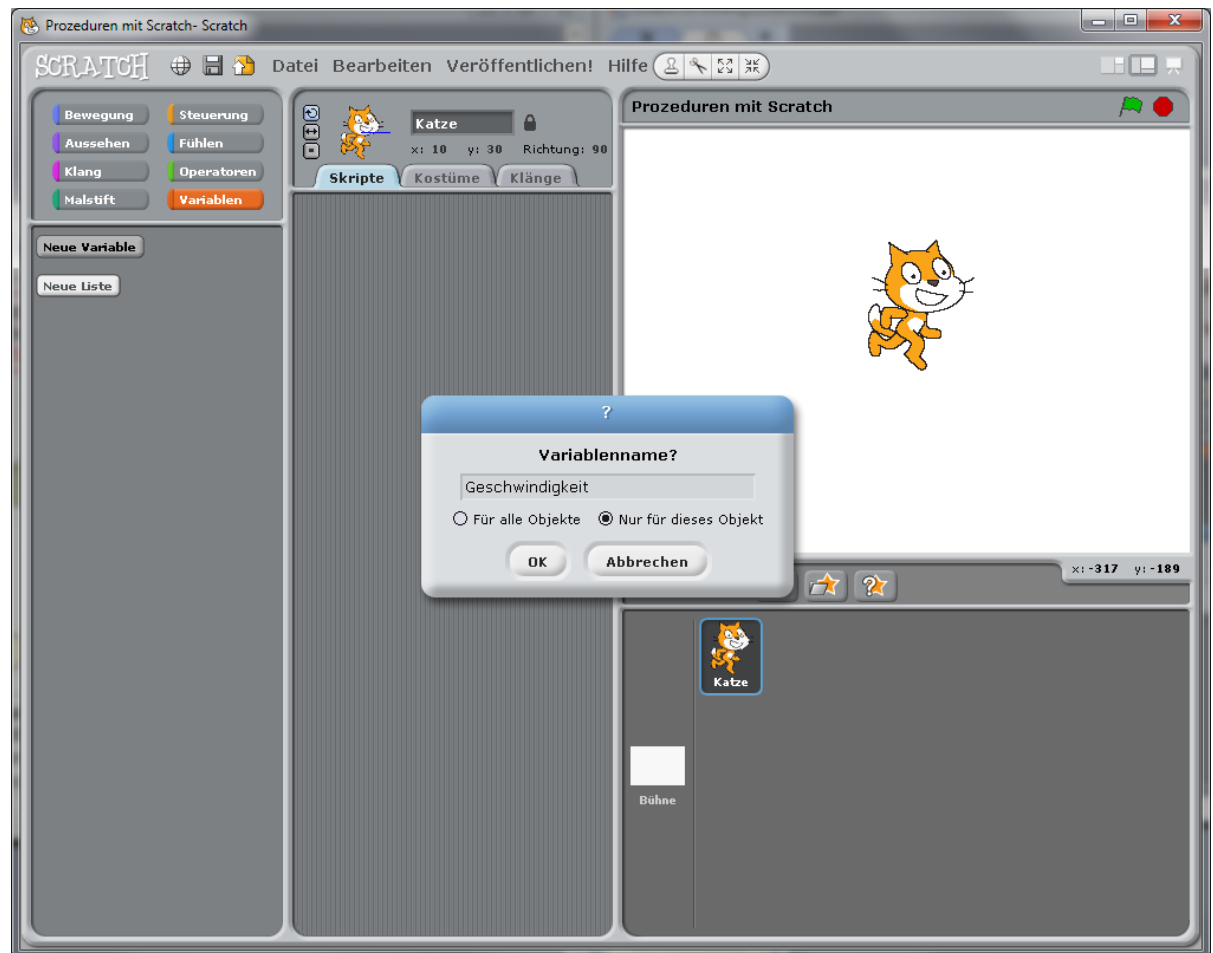 Prozeduren mit Scratch- Scratch
SCRATCH Datei Bearbeiten Veröffentlichen! Hilfe
Bewegung Steuerung
Aussehen Fühlen
Klang Operatoren
Malstift Variablen
Neue Variable
Neue Liste
Katze
x: 10 y: 30 Richtung: 90
Skripte Kostüme Klänge
Prozeduren mit Scratch
?
Variablenname?
Geschwindigkeit
Für alle Objekte Nur für dieses Objekt
OK Abbrechen
x: -317 y: -189
Katze
Bühne